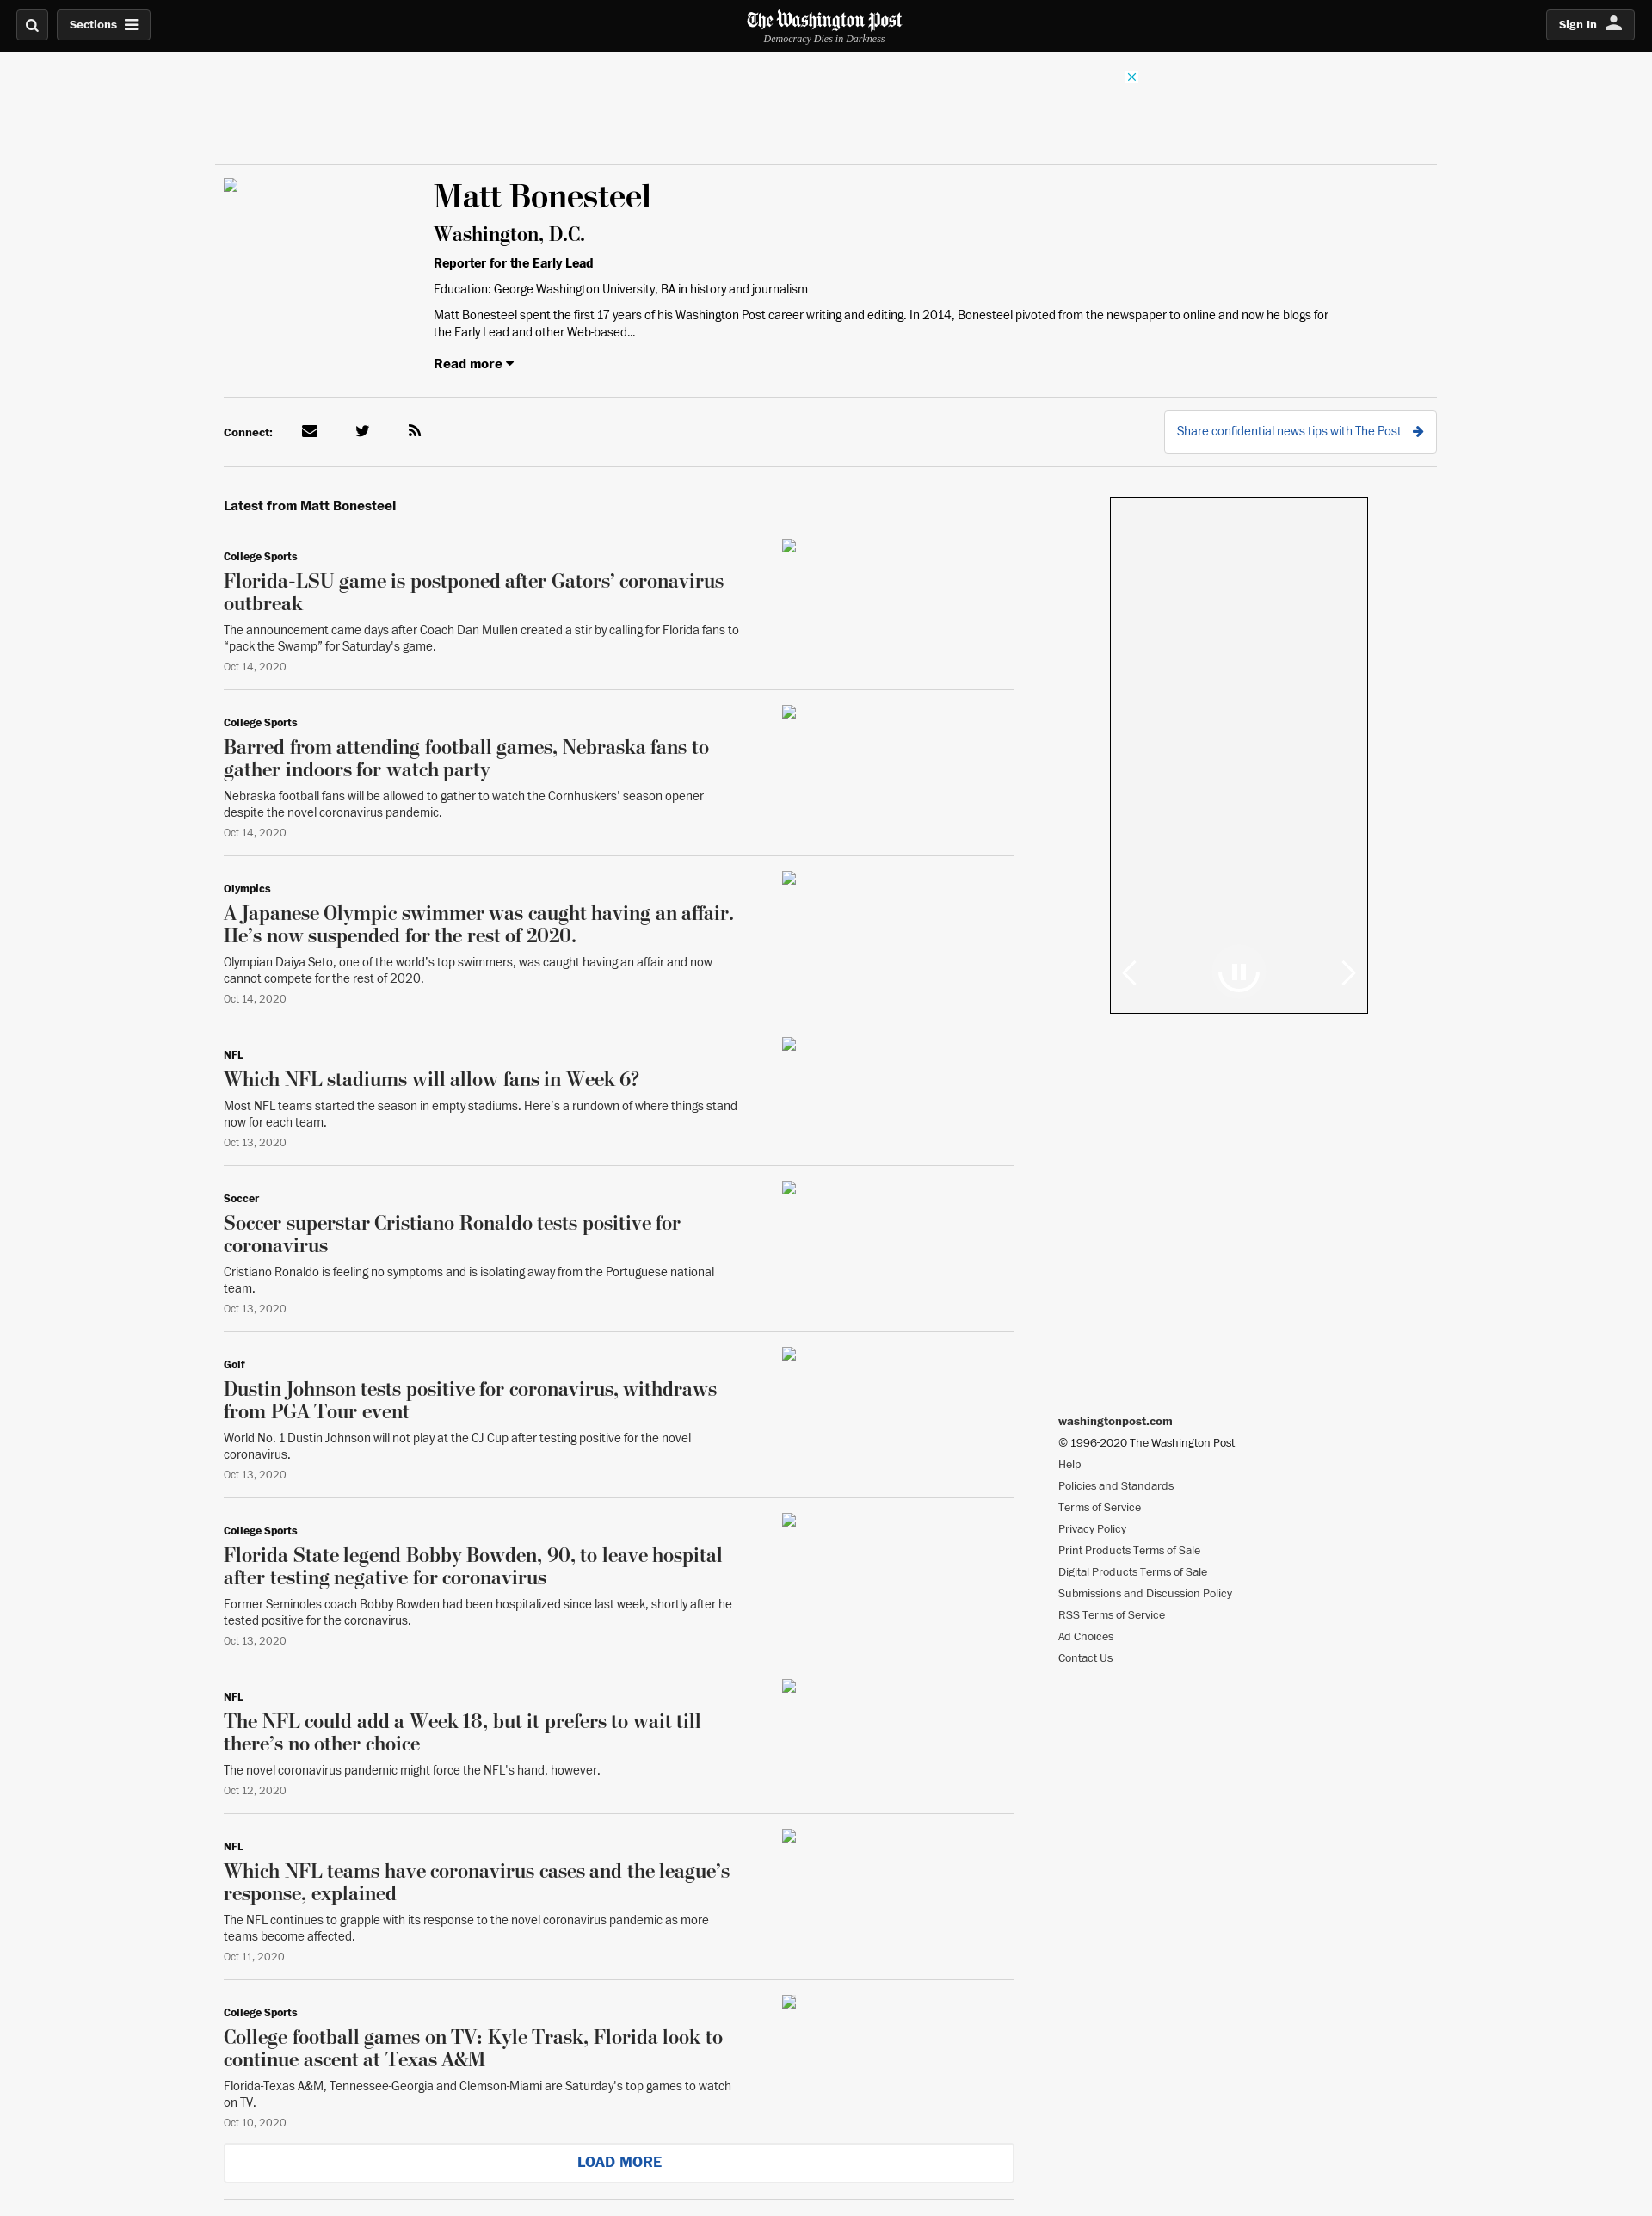 Sections
The Washington Post
Democracy Dies in Darkness
Sign In
Matt Bonesteel
Washington, D.C.
Reporter for the Early Lead
Education: George Washington University, BA in history and journalism
Matt Bonesteel spent the first 17 years of his Washington Post career writing and editing. In 2014, Bonesteel pivoted from the newspaper to online and now he blogs for
the Early Lead and other Web-based...
Read more
Connect:
Share confidential news tips with The Post
Latest from Matt Bonesteel
College Sports
Florida-LSU game is postponed after Gators’ coronavirus
outbreak
The announcement came days after Coach Dan Mullen created a stir by calling for Florida fans to
“pack the Swamp” for Saturday's game.
Oct 14, 2020
College Sports
Barred from attending football games, Nebraska fans to
gather indoors for watch party
Nebraska football fans will be allowed to gather to watch the Cornhuskers' season opener
despite the novel coronavirus pandemic.
Oct 14, 2020
Olympics
A Japanese Olympic swimmer was caught having an affair.
He’s now suspended for the rest of 2020.
Olympian Daiya Seto, one of the world’s top swimmers, was caught having an affair and now
cannot compete for the rest of 2020.
Oct 14, 2020
NFL
Which NFL stadiums will allow fans in Week 6?
Most NFL teams started the season in empty stadiums. Here’s a rundown of where things stand
now for each team.
Oct 13, 2020
Soccer
Soccer superstar Cristiano Ronaldo tests positive for
coronavirus
Cristiano Ronaldo is feeling no symptoms and is isolating away from the Portuguese national
team.
Oct 13, 2020
Golf
Dustin Johnson tests positive for coronavirus, withdraws
from PGA Tour event
World No. 1 Dustin Johnson will not play at the CJ Cup after testing positive for the novel
coronavirus.
Oct 13, 2020
College Sports
Florida State legend Bobby Bowden, 90, to leave hospital
after testing negative for coronavirus
Former Seminoles coach Bobby Bowden had been hospitalized since last week, shortly after he
tested positive for the coronavirus.
Oct 13, 2020
NFL
The NFL could add a Week 18, but it prefers to wait till
there’s no other choice
The novel coronavirus pandemic might force the NFL's hand, however.
Oct 12, 2020
NFL
Which NFL teams have coronavirus cases and the league’s
response, explained
The NFL continues to grapple with its response to the novel coronavirus pandemic as more
teams become affected.
Oct 11, 2020
College Sports
College football games on TV: Kyle Trask, Florida look to
continue ascent at Texas A&M
Florida-Texas A&M, Tennessee-Georgia and Clemson-Miami are Saturday's top games to watch
on TV.
Oct 10, 2020
LOAD MORE
washingtonpost.com
© 1996-2020 The Washington Post
Help
Policies and Standards
Terms of Service
Privacy Policy
Print Products Terms of Sale
Digital Products Terms of Sale
Submissions and Discussion Policy
RSS Terms of Service
Ad Choices
Contact Us